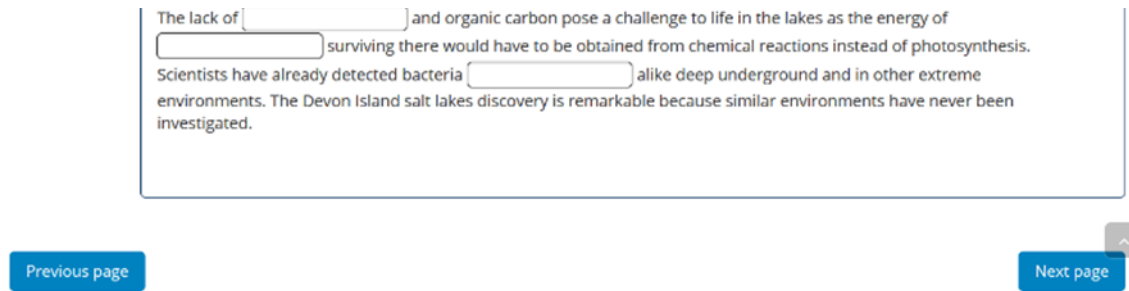 The lack of and organic carbon pose a challenge to life in the lakes as the energy of
surviving there would have to be obtained from chemical reactions instead of photosynthesis.
Scientists have already detected bacteria alike deep underground and in other extreme
environments. The Devon Island salt lakes discovery is remarkable because similar environments have never been
investigated.
Previous page
Next page